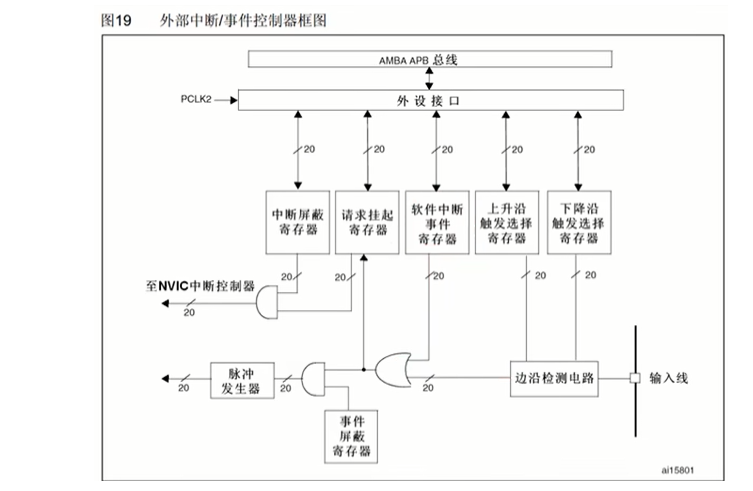 图19 外部中断/事件控制器框图
AMBA APB 总线
PCLK2
外设接口
20 20 20 20 20
中断屏蔽
寄存器
请求挂起
寄存器
软件中断
事件
寄存器
上升沿
触发选择
寄存器
下降沿
触发选择
寄存器
20 20 20 20 20
至NVIC中断控制器
20
脉冲
发生器
20 20 20
边沿检测电路
输入线
事件
屏蔽
寄存器
ai15801